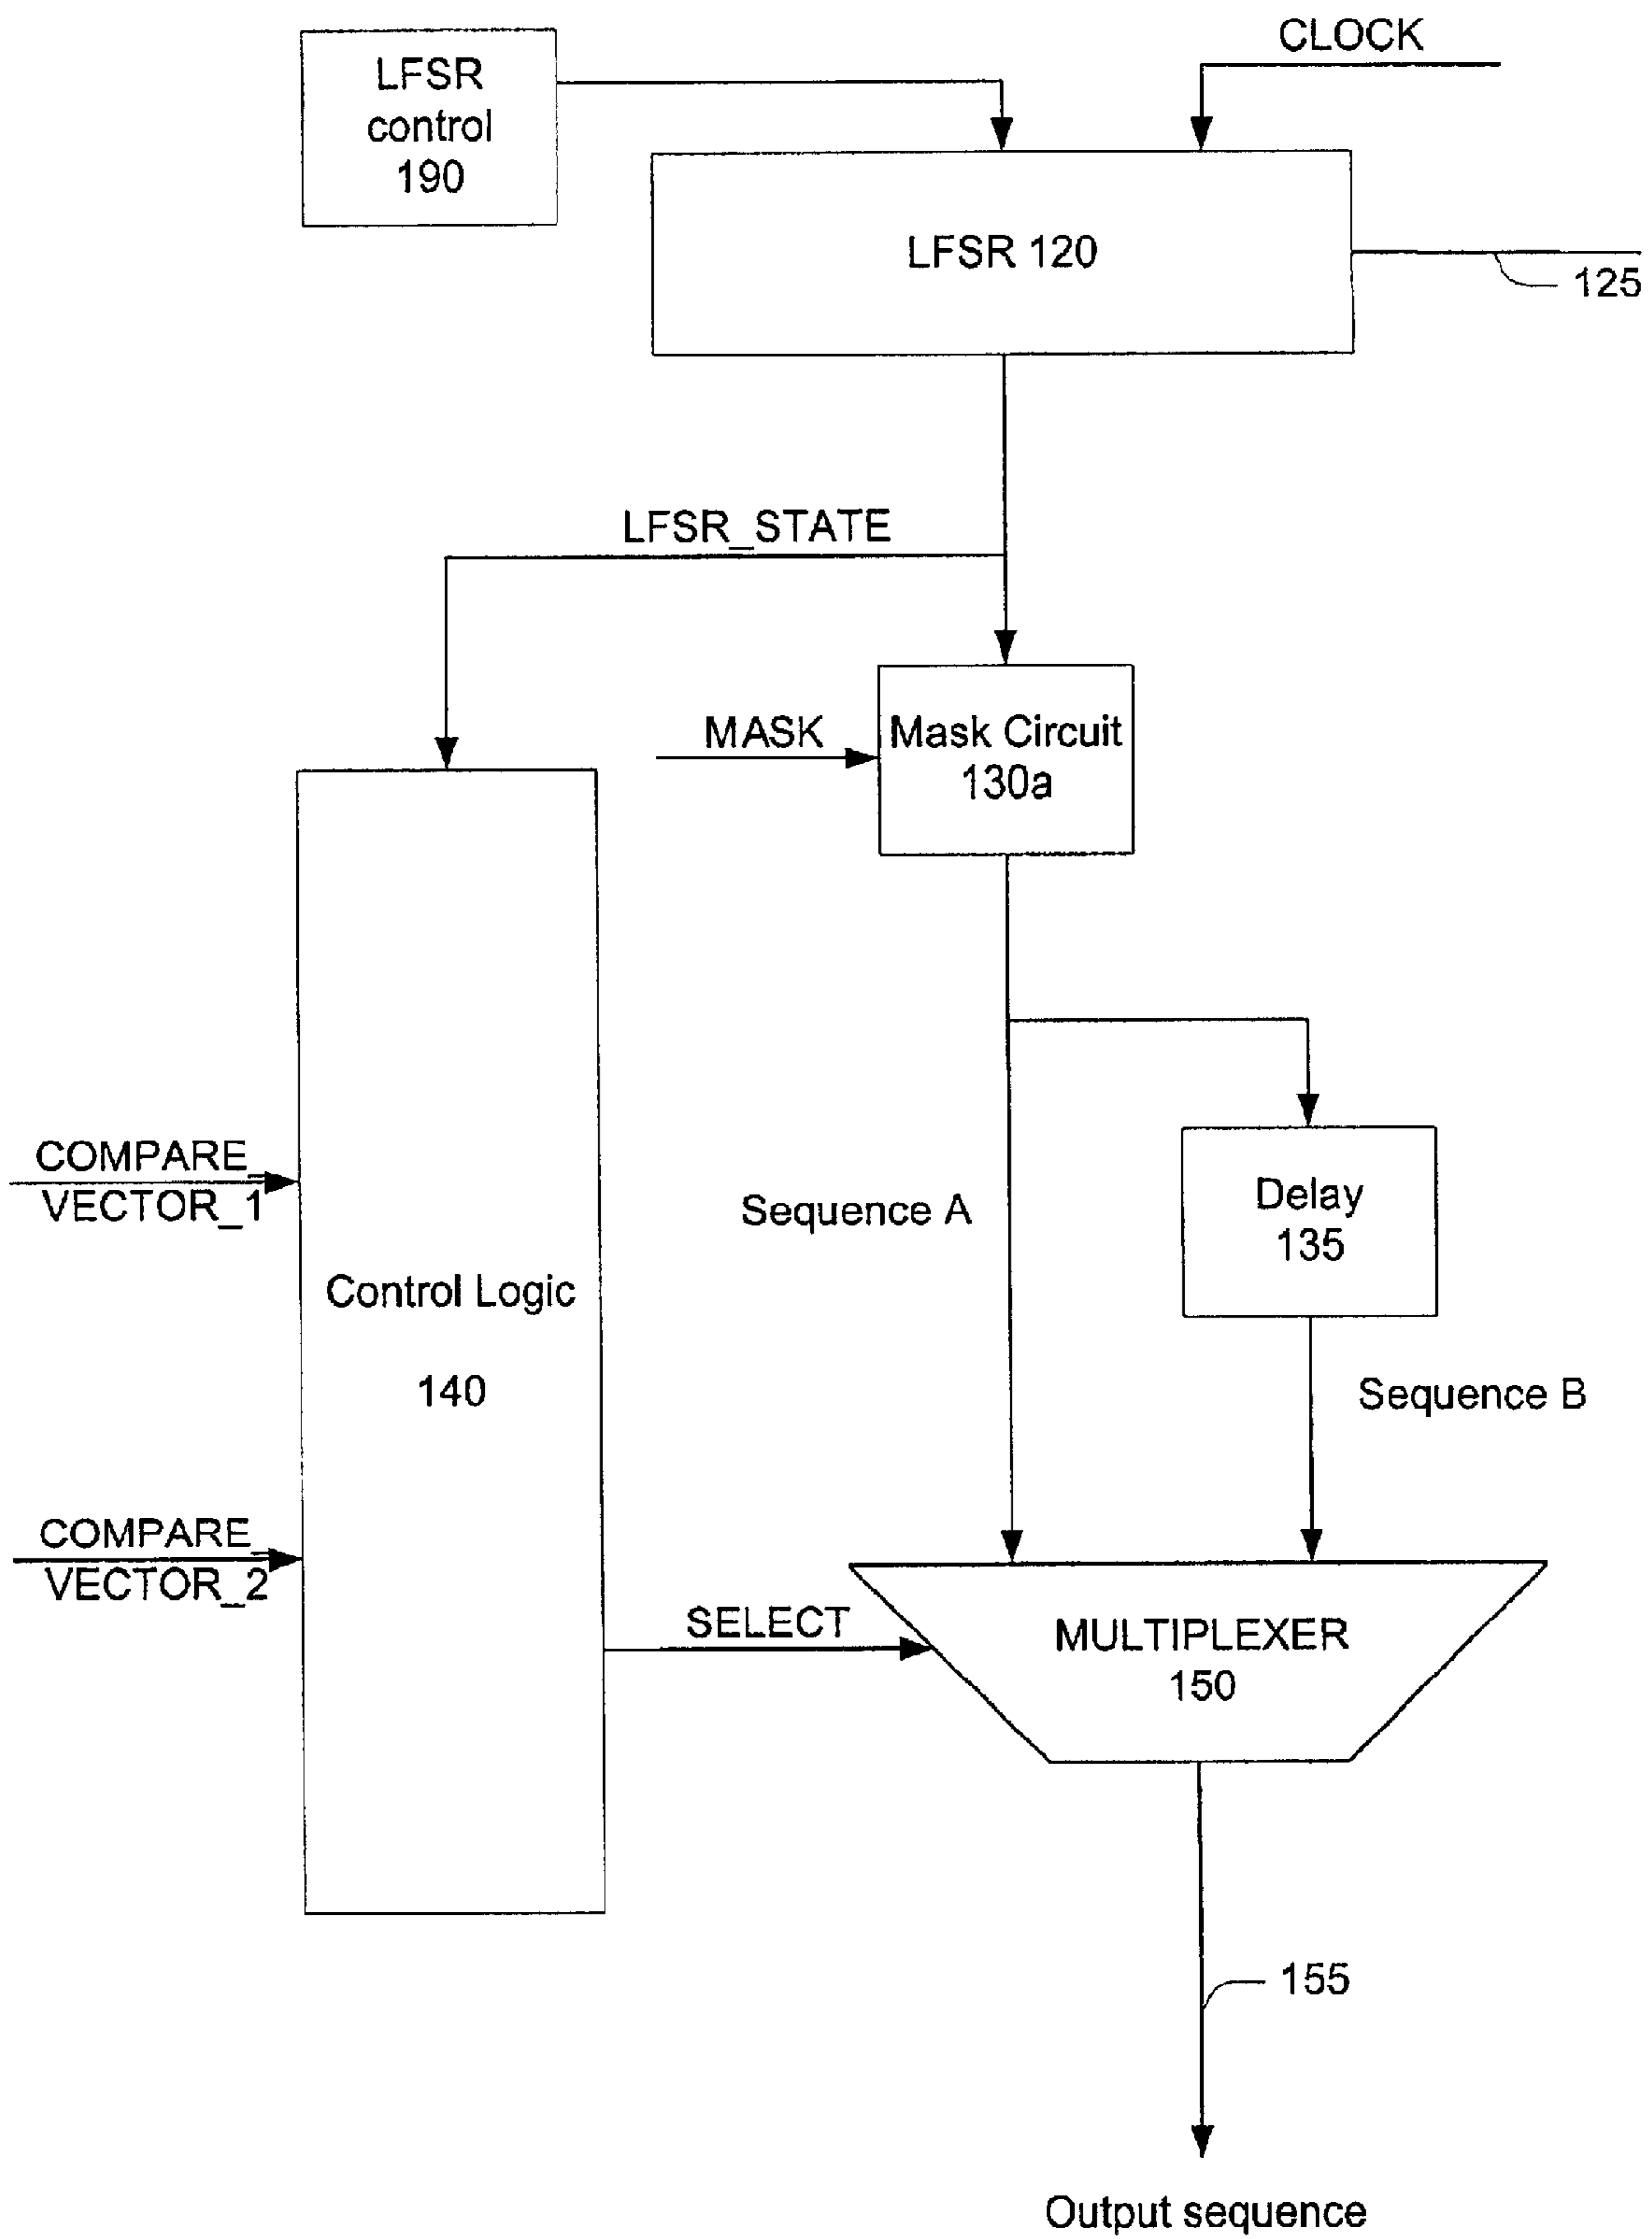 CLOCK
LFSR
control
190
LFSR 120
125
LFSR_STATE
MASK
Mask Circuit
130a
COMPARE_
VECTOR_1
Sequence A
Delay
135
Control Logic
140
Sequence B
COMPARE_
VECTOR_2
SELECT
MULTIPLEXER
150
155
Output sequence